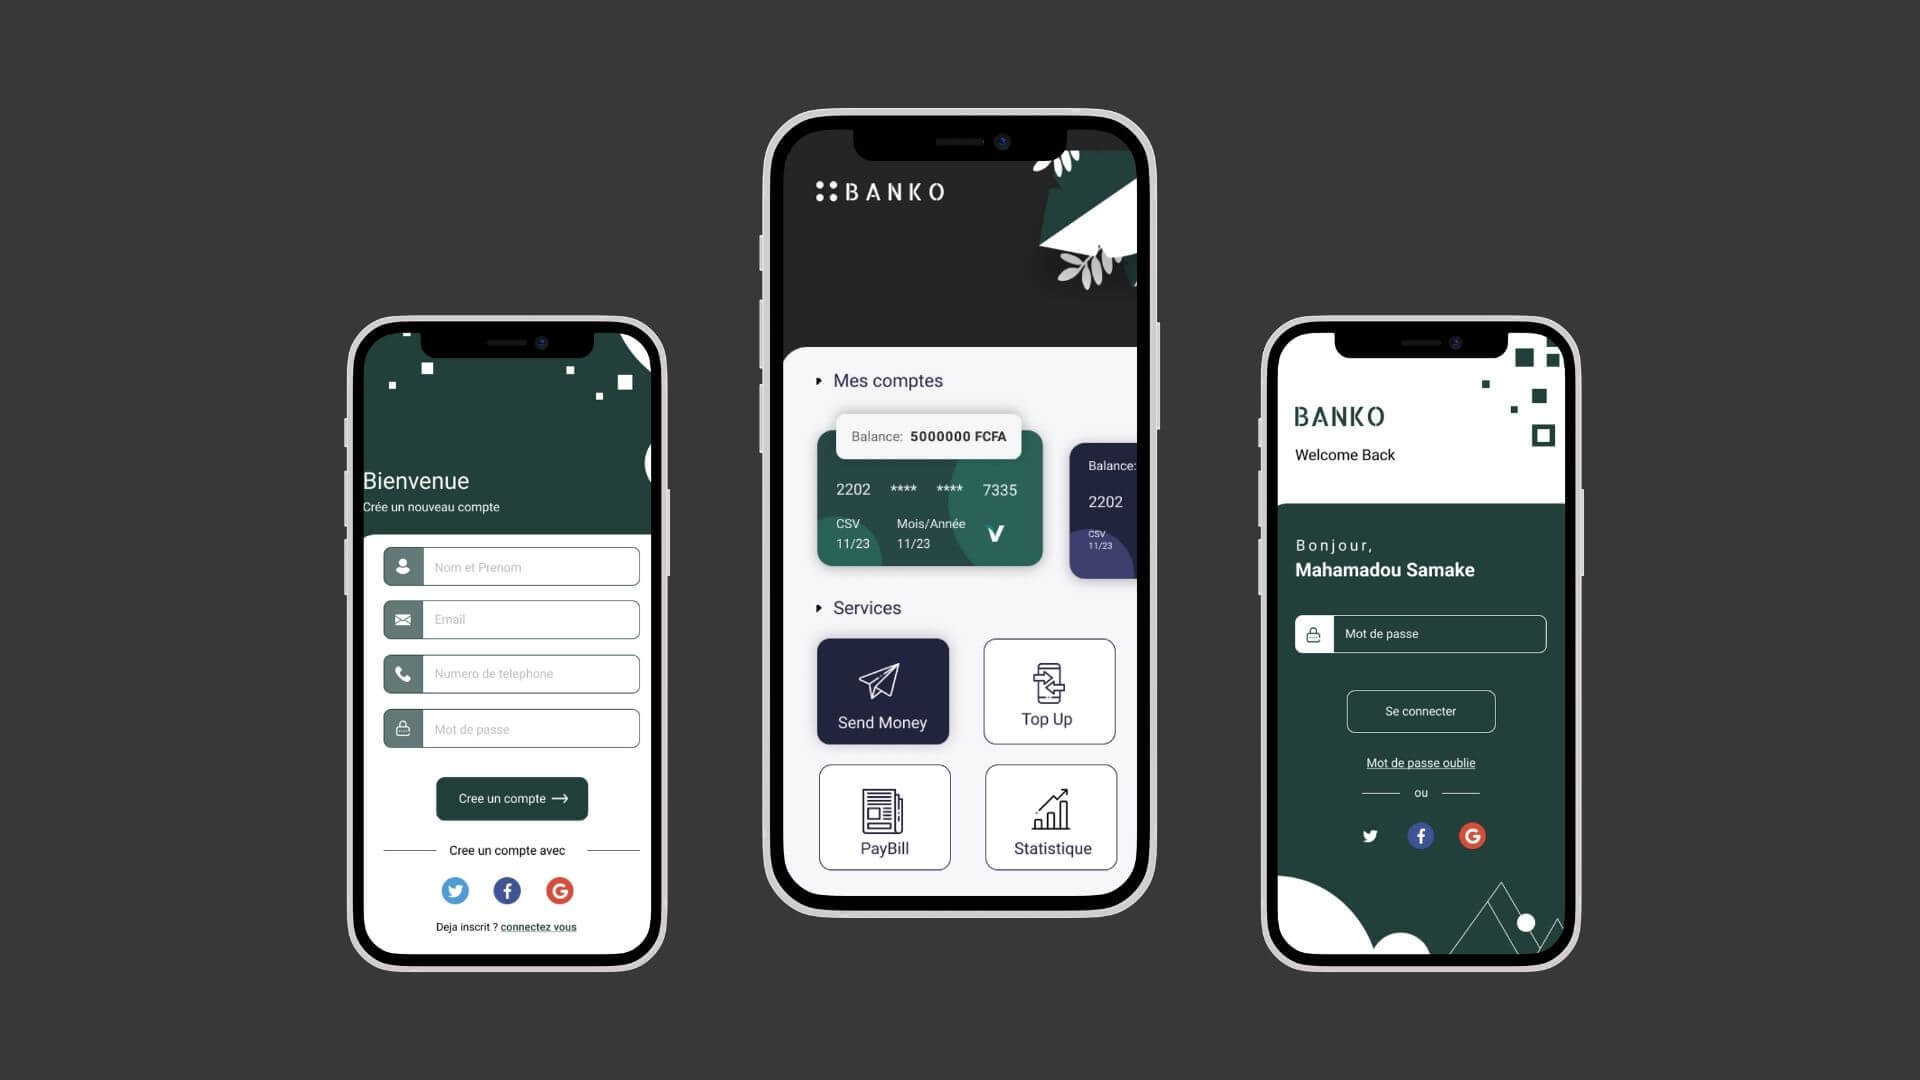 Bienvenue
Crée un nouveau compte
Nom et Prenom
Email
Numero de telephone
Mot de passe
Cree un compte
Cree un compte avec
Deja inscrit ? connectez vous
BANKO
Mes comptes
Balance: 5000000 FCFA
2202 **** **** 7335
CSV Mois/Année
11/23 11/23
Balance:
2202
CSV
11/23
Services
Send Money
Top Up
PayBill
Statistique
BANKO
Welcome Back
Bonjour,
Mahamadou Samake
Mot de passe
Se connecter
Mot de passe oublie
ou